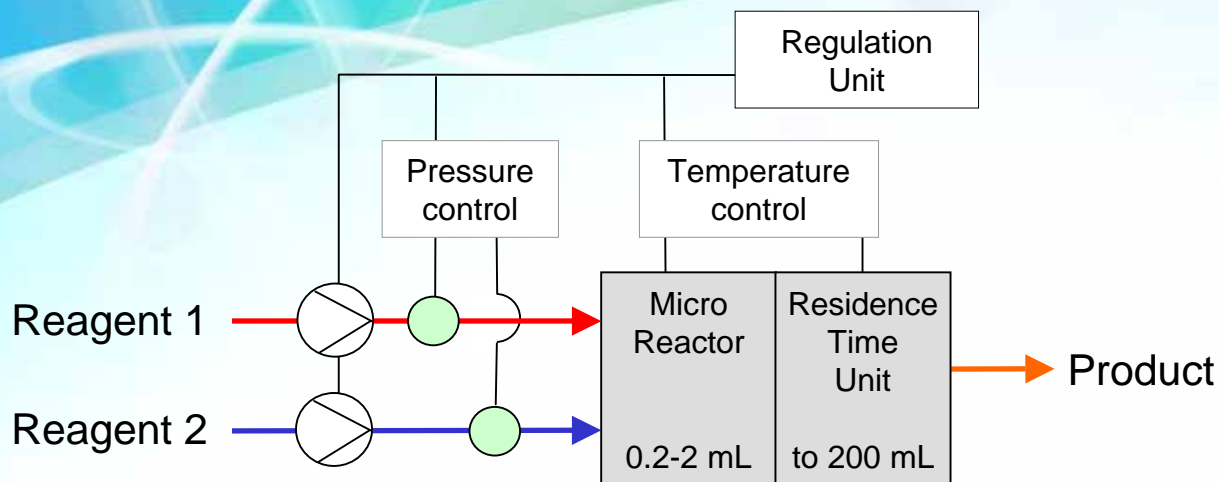 Regulation
Unit
Pressure
control
Temperature
control
Reagent 1
Micro
Reactor
Residence
Time
Unit
Product
Reagent 2
0.2-2 mL
to 200 mL